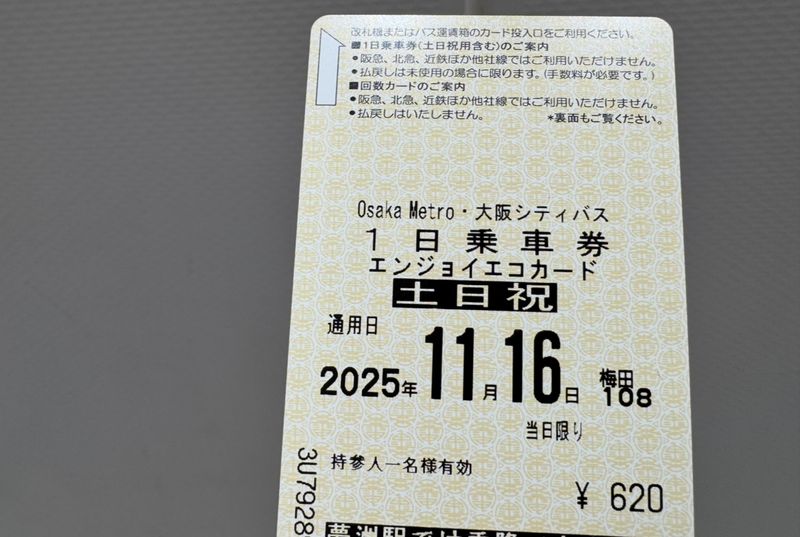 改札機またはバス運賃箱のカード投入口をご利用ください。
■1日乗車券(土日祝用含む)のご案内
●阪急、北急、近鉄ほか他社線ではご利用いただけません。
●払戻しは未使用の場合に限ります。(手数料が必要です。)
■回数カードのご案内
●阪急、北急、近鉄ほか他社線ではご利用いただけません。
●払戻しはいたしません。 *裏面もご覧ください。
Osaka Metro・大阪シティバス
1日乗車券
エンジョイエコカード
土日祝
通用日
2025年11月16日 梅田
108
当日限り
持参人一名様有効
¥ 620
3U7928
夢洲駅では乗降